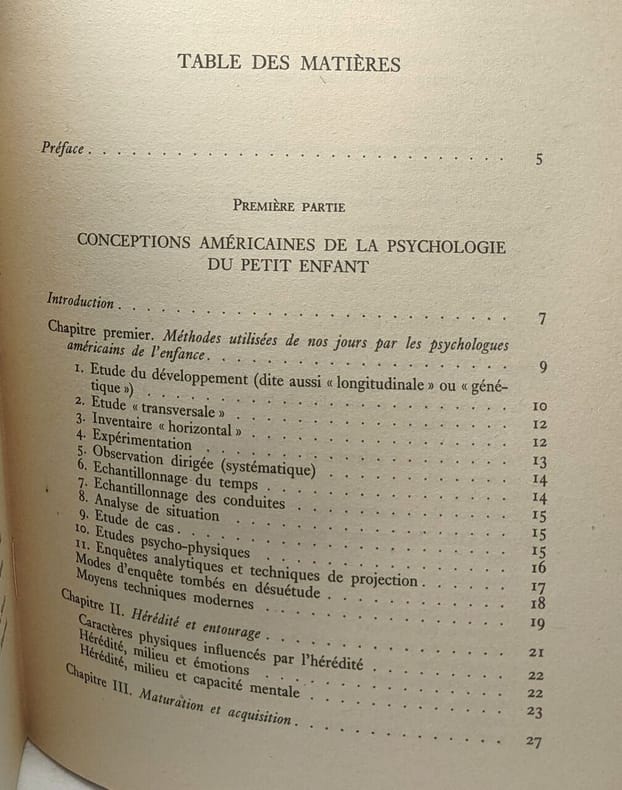 TABLE DES MATIÈRES
Préface . . . . . . . . . . . . . . . . . . . . . . . . . . . . 5
PREMIÈRE PARTIE
CONCEPTIONS AMÉRICAINES DE LA PSYCHOLOGIE
DU PETIT ENFANT
Introduction . . . . . . . . . . . . . . . . . . . . . . . . . . 7
Chapitre premier. Méthodes utilisées de nos jours par les psychologues
américains de l'enfance . . . . . . . . . . . . . . . . . . . . 9
1. Etude du développement (dite aussi « longitudinale » ou « géné-
tique ») . . . . . . . . . . . . . . . . . . . . . . . . . . 10
2. Etude « transversale » . . . . . . . . . . . . . . . . . . . 12
3. Inventaire « horizontal » . . . . . . . . . . . . . . . . . . 12
4. Expérimentation . . . . . . . . . . . . . . . . . . . . . . 13
5. Observation dirigée (systématique) . . . . . . . . . . . . . 14
6. Echantillonnage du temps . . . . . . . . . . . . . . . . . 14
7. Echantillonnage des conduites . . . . . . . . . . . . . . . 15
8. Analyse de situation . . . . . . . . . . . . . . . . . . . . 15
9. Etude de cas . . . . . . . . . . . . . . . . . . . . . . . . 15
10. Etudes psycho-physiques . . . . . . . . . . . . . . . . . . 16
11. Enquêtes analytiques et techniques de projection . . . . . . 17
Modes d'enquête tombés en désuétude . . . . . . . . . . . . . 18
Moyens techniques modernes . . . . . . . . . . . . . . . . . . 19
Chapitre II. Hérédité et entourage . . . . . . . . . . . . . . . 21
Caractères physiques influencés par l'hérédité . . . . . . . . . 22
Hérédité, milieu et émotions . . . . . . . . . . . . . . . . . . 22
Hérédité, milieu et capacité mentale . . . . . . . . . . . . . . 23
Chapitre III. Maturation et acquisition . . . . . . . . . . . . . 27